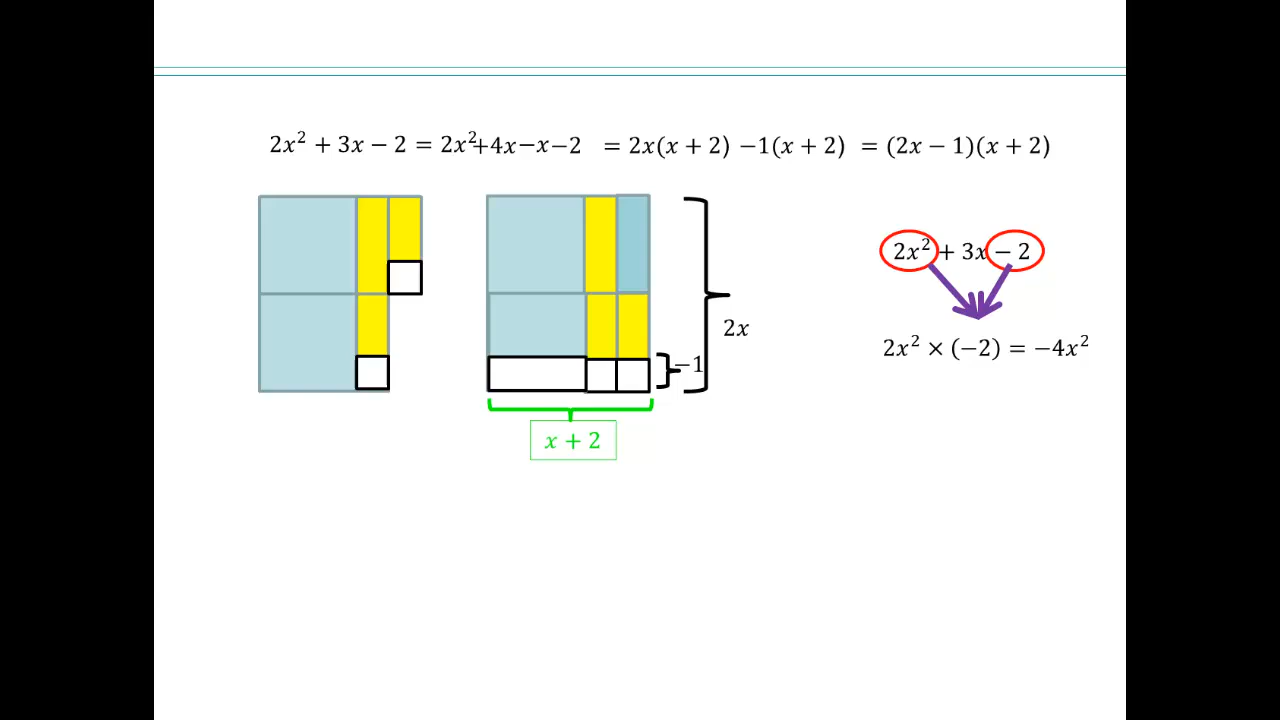 2x² + 3x − 2 = 2x²+4x−x−2 = 2x(x + 2) −1(x + 2) = (2x − 1)(x + 2)
2x² + 3x − 2
2x
2x² × (−2) = −4x²
−1
x + 2